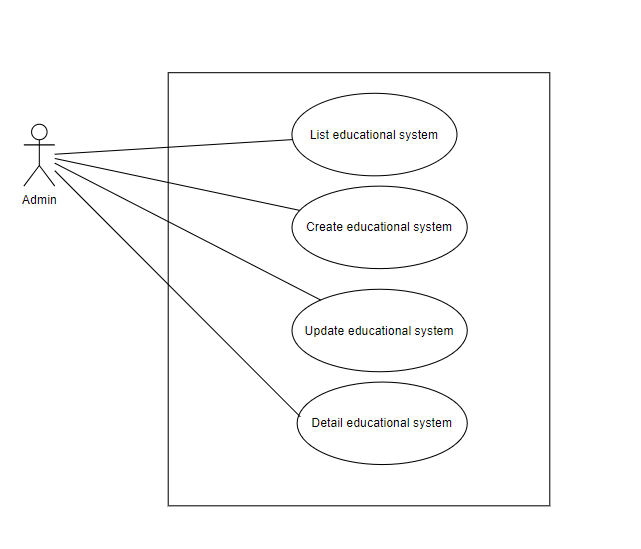 List educational system
Create educational system
Admin
Update educational system
Detail educational system